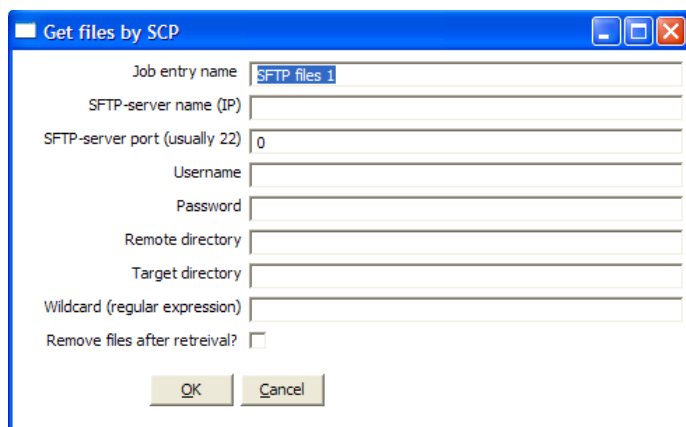 Get files by SCP
Job entry name SFTP files 1
SFTP-server name (IP)
SFTP-server port (usually 22) 0
Username
Password
Remote directory
Target directory
Wildcard (regular expression)
Remove files after retreival?
OK Cancel